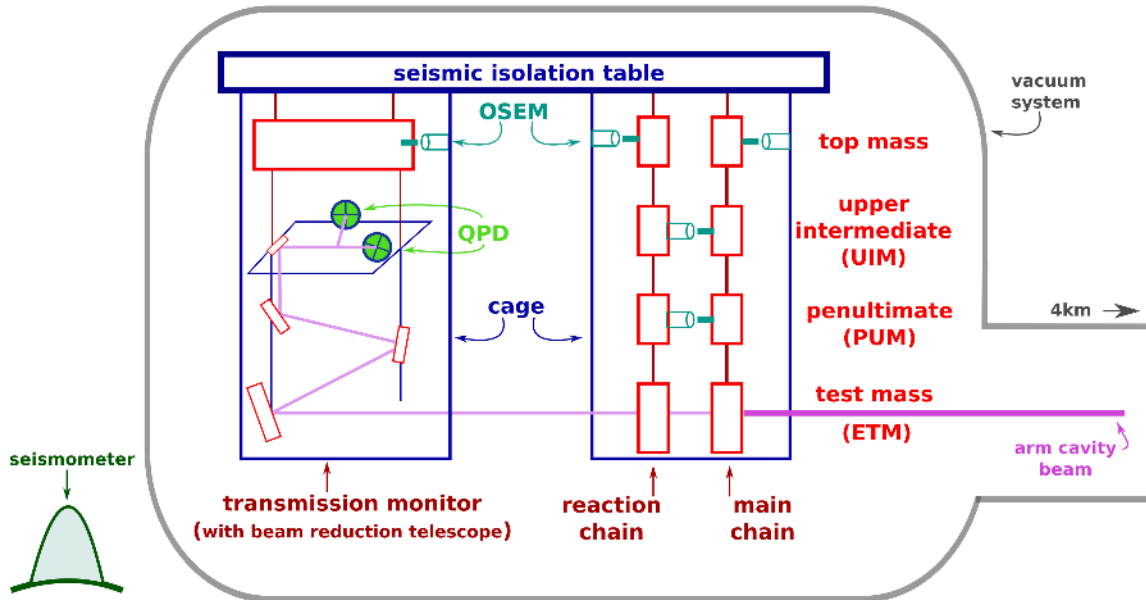 seismic isolation table
vacuum
system
OSEM
top mass
upper
intermediate
(UIM)
QPD
cage
penultimate
(PUM)
4km
test mass
(ETM)
arm cavity
beam
seismometer
transmission monitor
(with beam reduction telescope)
reaction
chain
main
chain